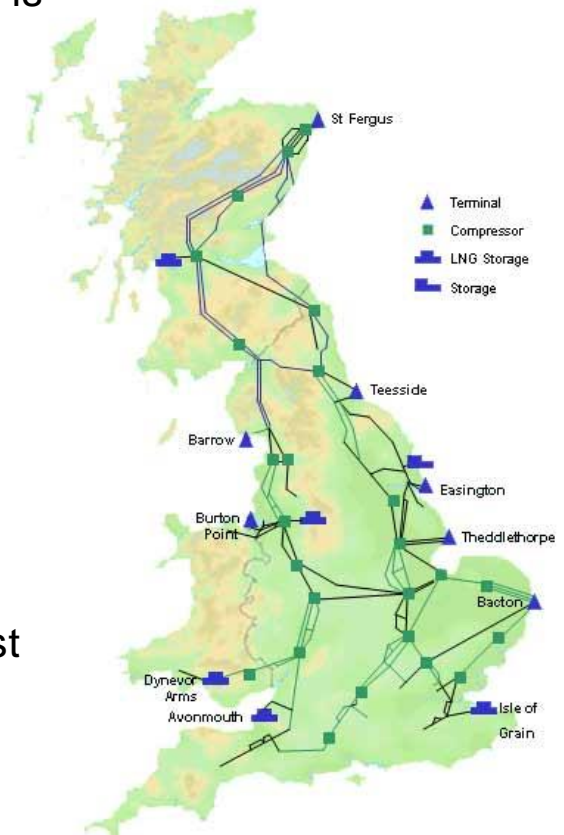 St Fergus
Terminal
Compressor
LNG Storage
Storage
Teesside
Barrow
Easington
Burton
Point
Theddlethorpe
Bacton
st
Dynevor
Arms
Avonmouth
Isle of
Grain